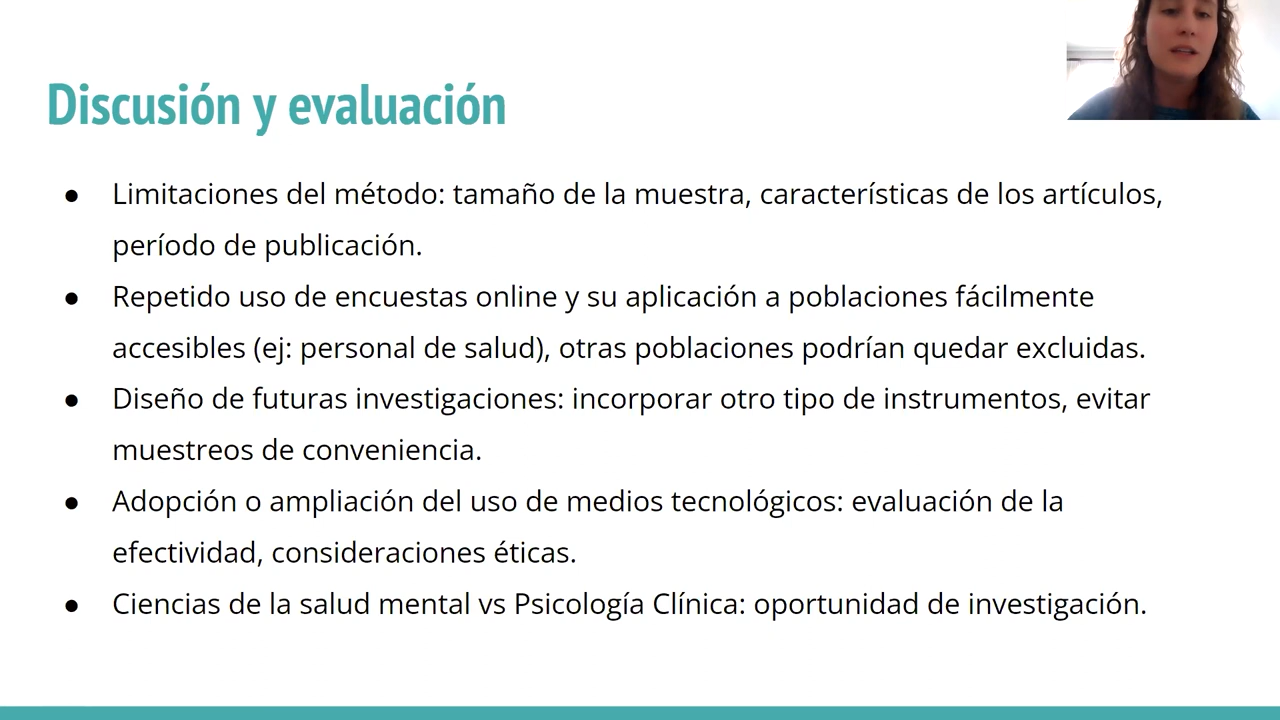 Discusión y evaluación
● Limitaciones del método: tamaño de la muestra, características de los artículos,
período de publicación.
● Repetido uso de encuestas online y su aplicación a poblaciones fácilmente
accesibles (ej: personal de salud), otras poblaciones podrían quedar excluidas.
● Diseño de futuras investigaciones: incorporar otro tipo de instrumentos, evitar
muestreos de conveniencia.
● Adopción o ampliación del uso de medios tecnológicos: evaluación de la
efectividad, consideraciones éticas.
● Ciencias de la salud mental vs Psicología Clínica: oportunidad de investigación.